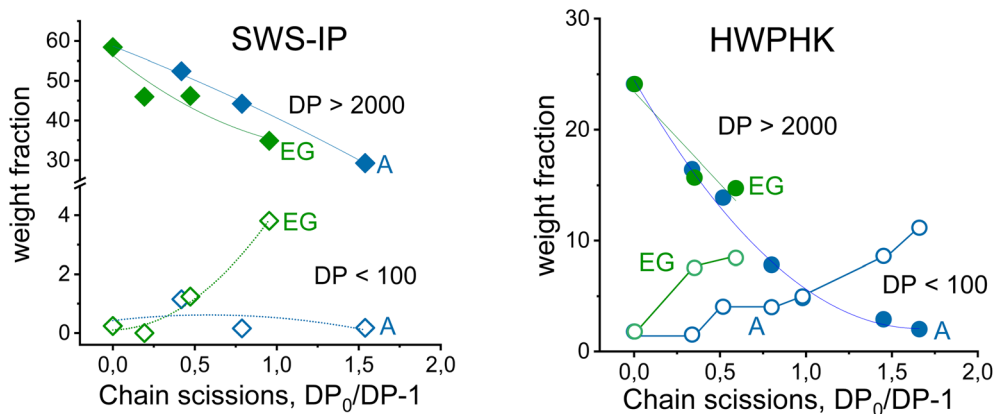 SWS-IP
weight fraction
60
50
40
30
4
2
0
DP > 2000
EG
A
EG
DP < 100
A
0,0 0,5 1,0 1,5 2,0
Chain scissions, DP₀/DP-1
HWPHK
weight fraction
30
20
10
0
DP > 2000
EG
EG
DP < 100
A
A
0,0 0,5 1,0 1,5 2,0
Chain scissions, DP₀/DP-1